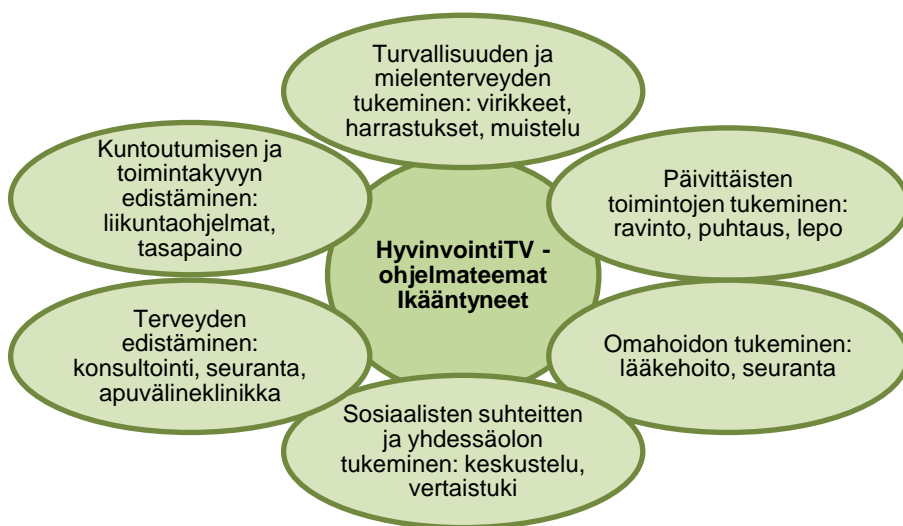 Turvallisuuden ja
mielenterveyden
tukeminen: virikkeet,
harrastukset, muistelu
Kuntoutumisen ja
toimintakyvyn
edistäminen:
liikuntaohjelmat,
tasapaino
Päivittäisten
toimintojen tukeminen:
ravinto, puhtaus, lepo
HyvinvointiTV -
ohjelmateemat
Ikääntyneet
Terveyden
edistäminen:
konsultointi, seuranta,
apuvälineklinikka
Omahoidon tukeminen:
lääkehoito, seuranta
Sosiaalisten suhteitten
ja yhdessäolon
tukeminen: keskustelu,
vertaistuki